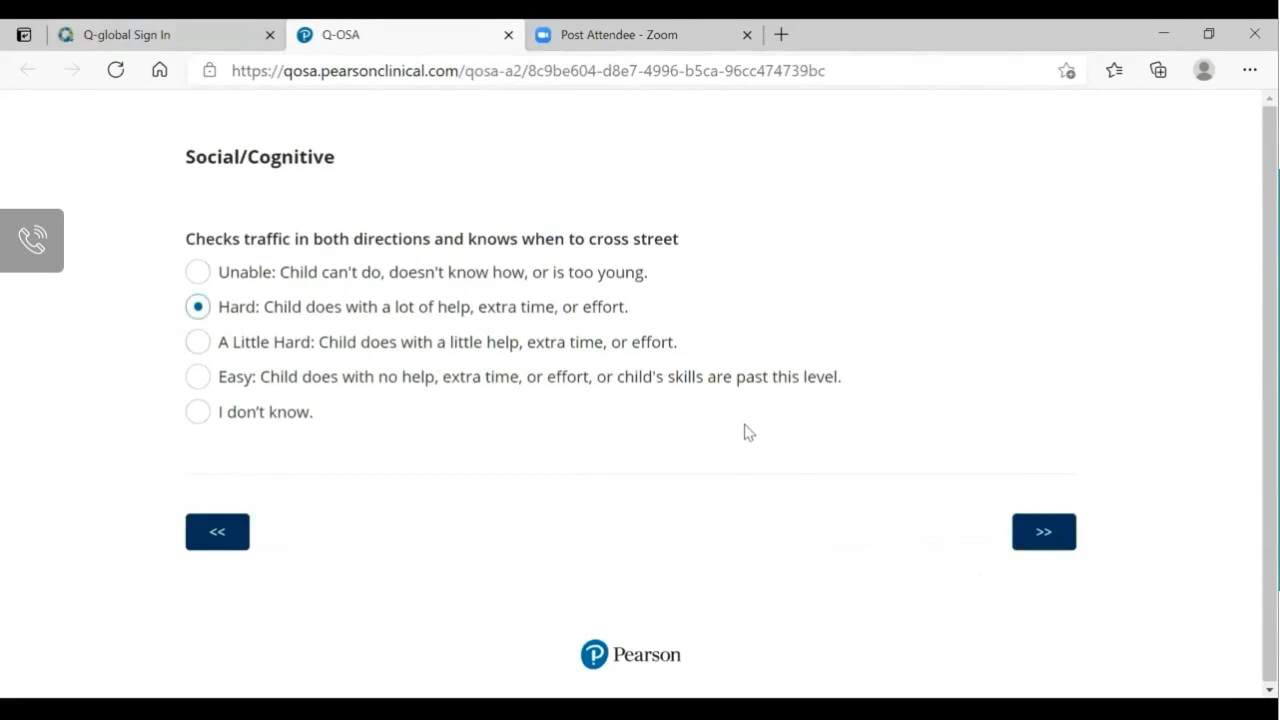 Q-global Sign In
Q-OSA
Post Attendee - Zoom
https://qosa.pearsonclinical.com/qosa-a2/8c9be604-d8e7-4996-b5ca-96cc474739bc
Social/Cognitive
Checks traffic in both directions and knows when to cross street
Unable: Child can't do, doesn't know how, or is too young.
Hard: Child does with a lot of help, extra time, or effort.
A Little Hard: Child does with a little help, extra time, or effort.
Easy: Child does with no help, extra time, or effort, or child's skills are past this level.
I don't know.
<< >>
Pearson